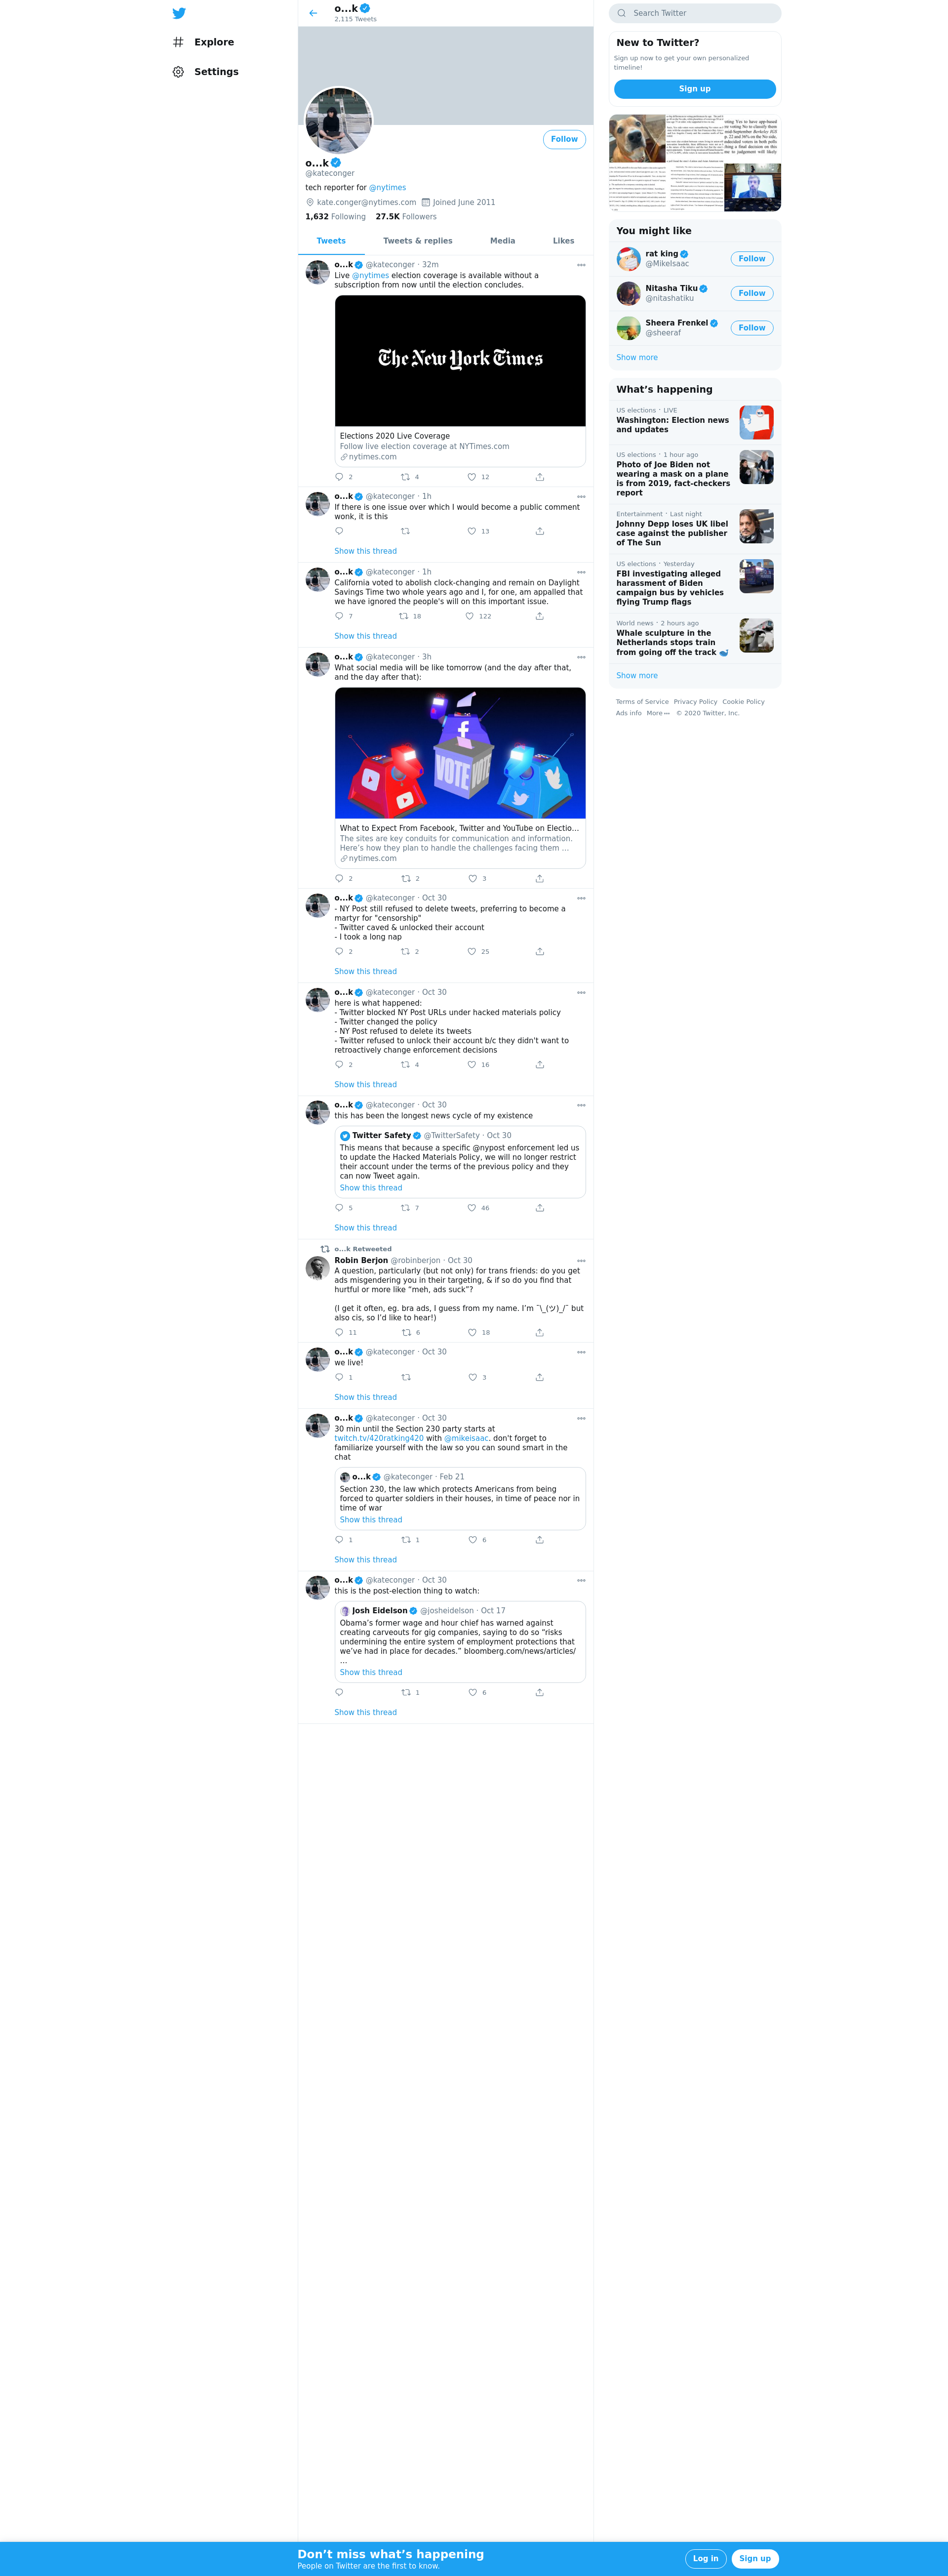 Explore
Settings
o...k
2,115 Tweets
Follow
o...k
@kateconger
tech reporter for @nytimes
kate.conger@nytimes.com Joined June 2011
1,632 Following 27.5K Followers
Tweets Tweets & replies Media Likes
o...k @kateconger · 32m
Live @nytimes election coverage is available without a
subscription from now until the election concludes.
The New York Times
Elections 2020 Live Coverage
Follow live election coverage at NYTimes.com
nytimes.com
2 4 12
o...k @kateconger · 1h
If there is one issue over which I would become a public comment
wonk, it is this
13
Show this thread
o...k @kateconger · 1h
California voted to abolish clock-changing and remain on Daylight
Savings Time two whole years ago and I, for one, am appalled that
we have ignored the people's will on this important issue.
7 18 122
Show this thread
o...k @kateconger · 3h
What social media will be like tomorrow (and the day after that,
and the day after that):
VOTE VOTE
What to Expect From Facebook, Twitter and YouTube on Electio...
The sites are key conduits for communication and information.
Here’s how they plan to handle the challenges facing them ...
nytimes.com
2 2 3
o...k @kateconger · Oct 30
- NY Post still refused to delete tweets, preferring to become a
martyr for "censorship"
- Twitter caved & unlocked their account
- I took a long nap
2 2 25
Show this thread
o...k @kateconger · Oct 30
here is what happened:
- Twitter blocked NY Post URLs under hacked materials policy
- Twitter changed the policy
- NY Post refused to delete its tweets
- Twitter refused to unlock their account b/c they didn't want to
retroactively change enforcement decisions
2 4 16
Show this thread
o...k @kateconger · Oct 30
this has been the longest news cycle of my existence
Twitter Safety @TwitterSafety · Oct 30
This means that because a specific @nypost enforcement led us
to update the Hacked Materials Policy, we will no longer restrict
their account under the terms of the previous policy and they
can now Tweet again.
Show this thread
5 7 46
Show this thread
o...k Retweeted
Robin Berjon @robinberjon · Oct 30
A question, particularly (but not only) for trans friends: do you get
ads misgendering you in their targeting, & if so do you find that
hurtful or more like “meh, ads suck”?
(I get it often, eg. bra ads, I guess from my name. I’m ¯\_(ツ)_/¯ but
also cis, so I’d like to hear!)
11 6 18
o...k @kateconger · Oct 30
we live!
1 3
Show this thread
o...k @kateconger · Oct 30
30 min until the Section 230 party starts at
twitch.tv/420ratking420 with @mikeisaac. don't forget to
familiarize yourself with the law so you can sound smart in the
chat
o...k @kateconger · Feb 21
Section 230, the law which protects Americans from being
forced to quarter soldiers in their houses, in time of peace nor in
time of war
Show this thread
1 1 6
Show this thread
o...k @kateconger · Oct 30
this is the post-election thing to watch:
Josh Eidelson @josheidelson · Oct 17
Obama’s former wage and hour chief has warned against
creating carveouts for gig companies, saying to do so “risks
undermining the entire system of employment protections that
we’ve had in place for decades.” bloomberg.com/news/articles/
...
Show this thread
1 6
Show this thread
Search Twitter
New to Twitter?
Sign up now to get your own personalized
timeline!
Sign up
You might like
rat king
@MikeIsaac
Follow
Nitasha Tiku
@nitashatiku
Follow
Sheera Frenkel
@sheeraf
Follow
Show more
What’s happening
US elections · LIVE
Washington: Election news
and updates
US elections · 1 hour ago
Photo of Joe Biden not
wearing a mask on a plane
is from 2019, fact-checkers
report
Entertainment · Last night
Johnny Depp loses UK libel
case against the publisher
of The Sun
US elections · Yesterday
FBI investigating alleged
harassment of Biden
campaign bus by vehicles
flying Trump flags
World news · 2 hours ago
Whale sculpture in the
Netherlands stops train
from going off the track 🐋
Show more
Terms of Service Privacy Policy Cookie Policy
Ads info More © 2020 Twitter, Inc.
Don’t miss what’s happening
People on Twitter are the first to know.
Log in Sign up